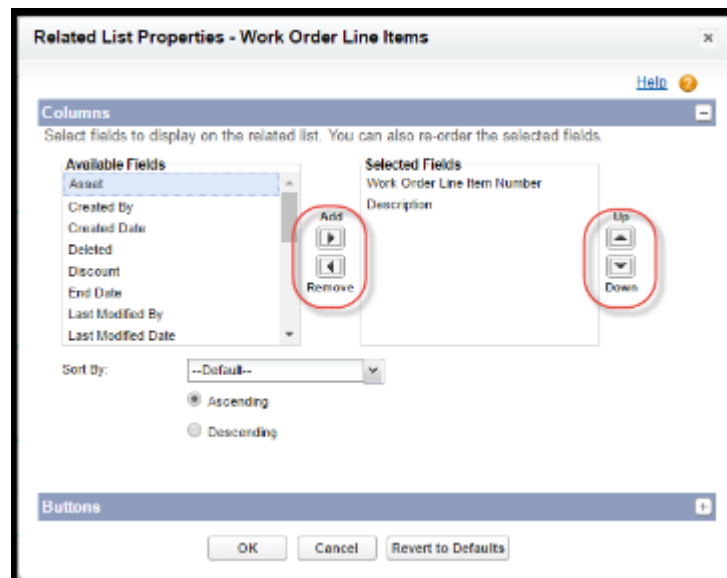 Related List Properties - Work Order Line Items
Help
Columns
Select fields to display on the related list. You can also re-order the selected fields.
Available Fields
Asset
Created By
Created Date
Deleted
Discount
End Date
Last Modified By
Last Modified Date
Add
Remove
Selected Fields
Work Order Line Item Number
Description
Up
Down
Sort By:
--Default--
Ascending
Descending
Buttons
OK
Cancel
Revert to Defaults